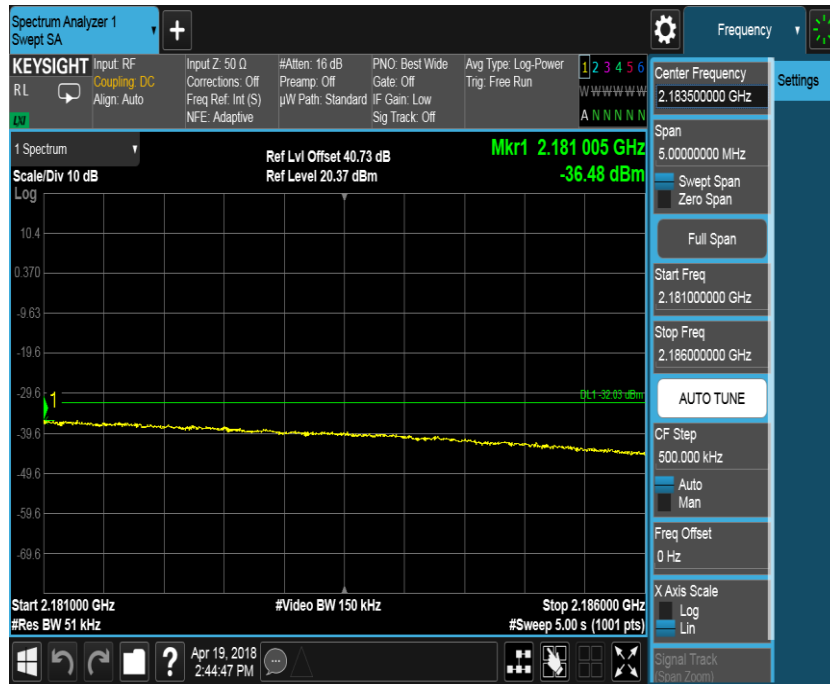 Spectrum Analyzer 1
Swept SA
+
Frequency
KEYSIGHT
RL
LXI
Input: RF
Coupling: DC
Align: Auto
Input Z: 50 Ω
Corrections: Off
Freq Ref: Int (S)
NFE: Adaptive
#Atten: 16 dB
Preamp: Off
µW Path: Standard
PNO: Best Wide
Gate: Off
IF Gain: Low
Sig Track: Off
Avg Type: Log-Power
Trig: Free Run
1 2 3 4 5 6
W W W W W W
A N N N N N
1 Spectrum
Scale/Div 10 dB
Log
Ref Lvl Offset 40.73 dB
Ref Level 20.37 dBm
Mkr1 2.181 005 GHz
-36.48 dBm
10.4
0.370
-9.63
-19.6
-29.6
-39.6
-49.6
-59.6
-69.6
1
DL1 -32.03 dBm
Start 2.181000 GHz
#Res BW 51 kHz
#Video BW 150 kHz
Stop 2.186000 GHz
#Sweep 5.00 s (1001 pts)
Center Frequency
2.183500000 GHz
Span
5.00000000 MHz
Swept Span
Zero Span
Full Span
Start Freq
2.181000000 GHz
Stop Freq
2.186000000 GHz
AUTO TUNE
CF Step
500.000 kHz
Auto
Man
Freq Offset
0 Hz
X Axis Scale
Log
Lin
Signal Track
(Span Zoom)
Settings
?
Apr 19, 2018
2:44:47 PM